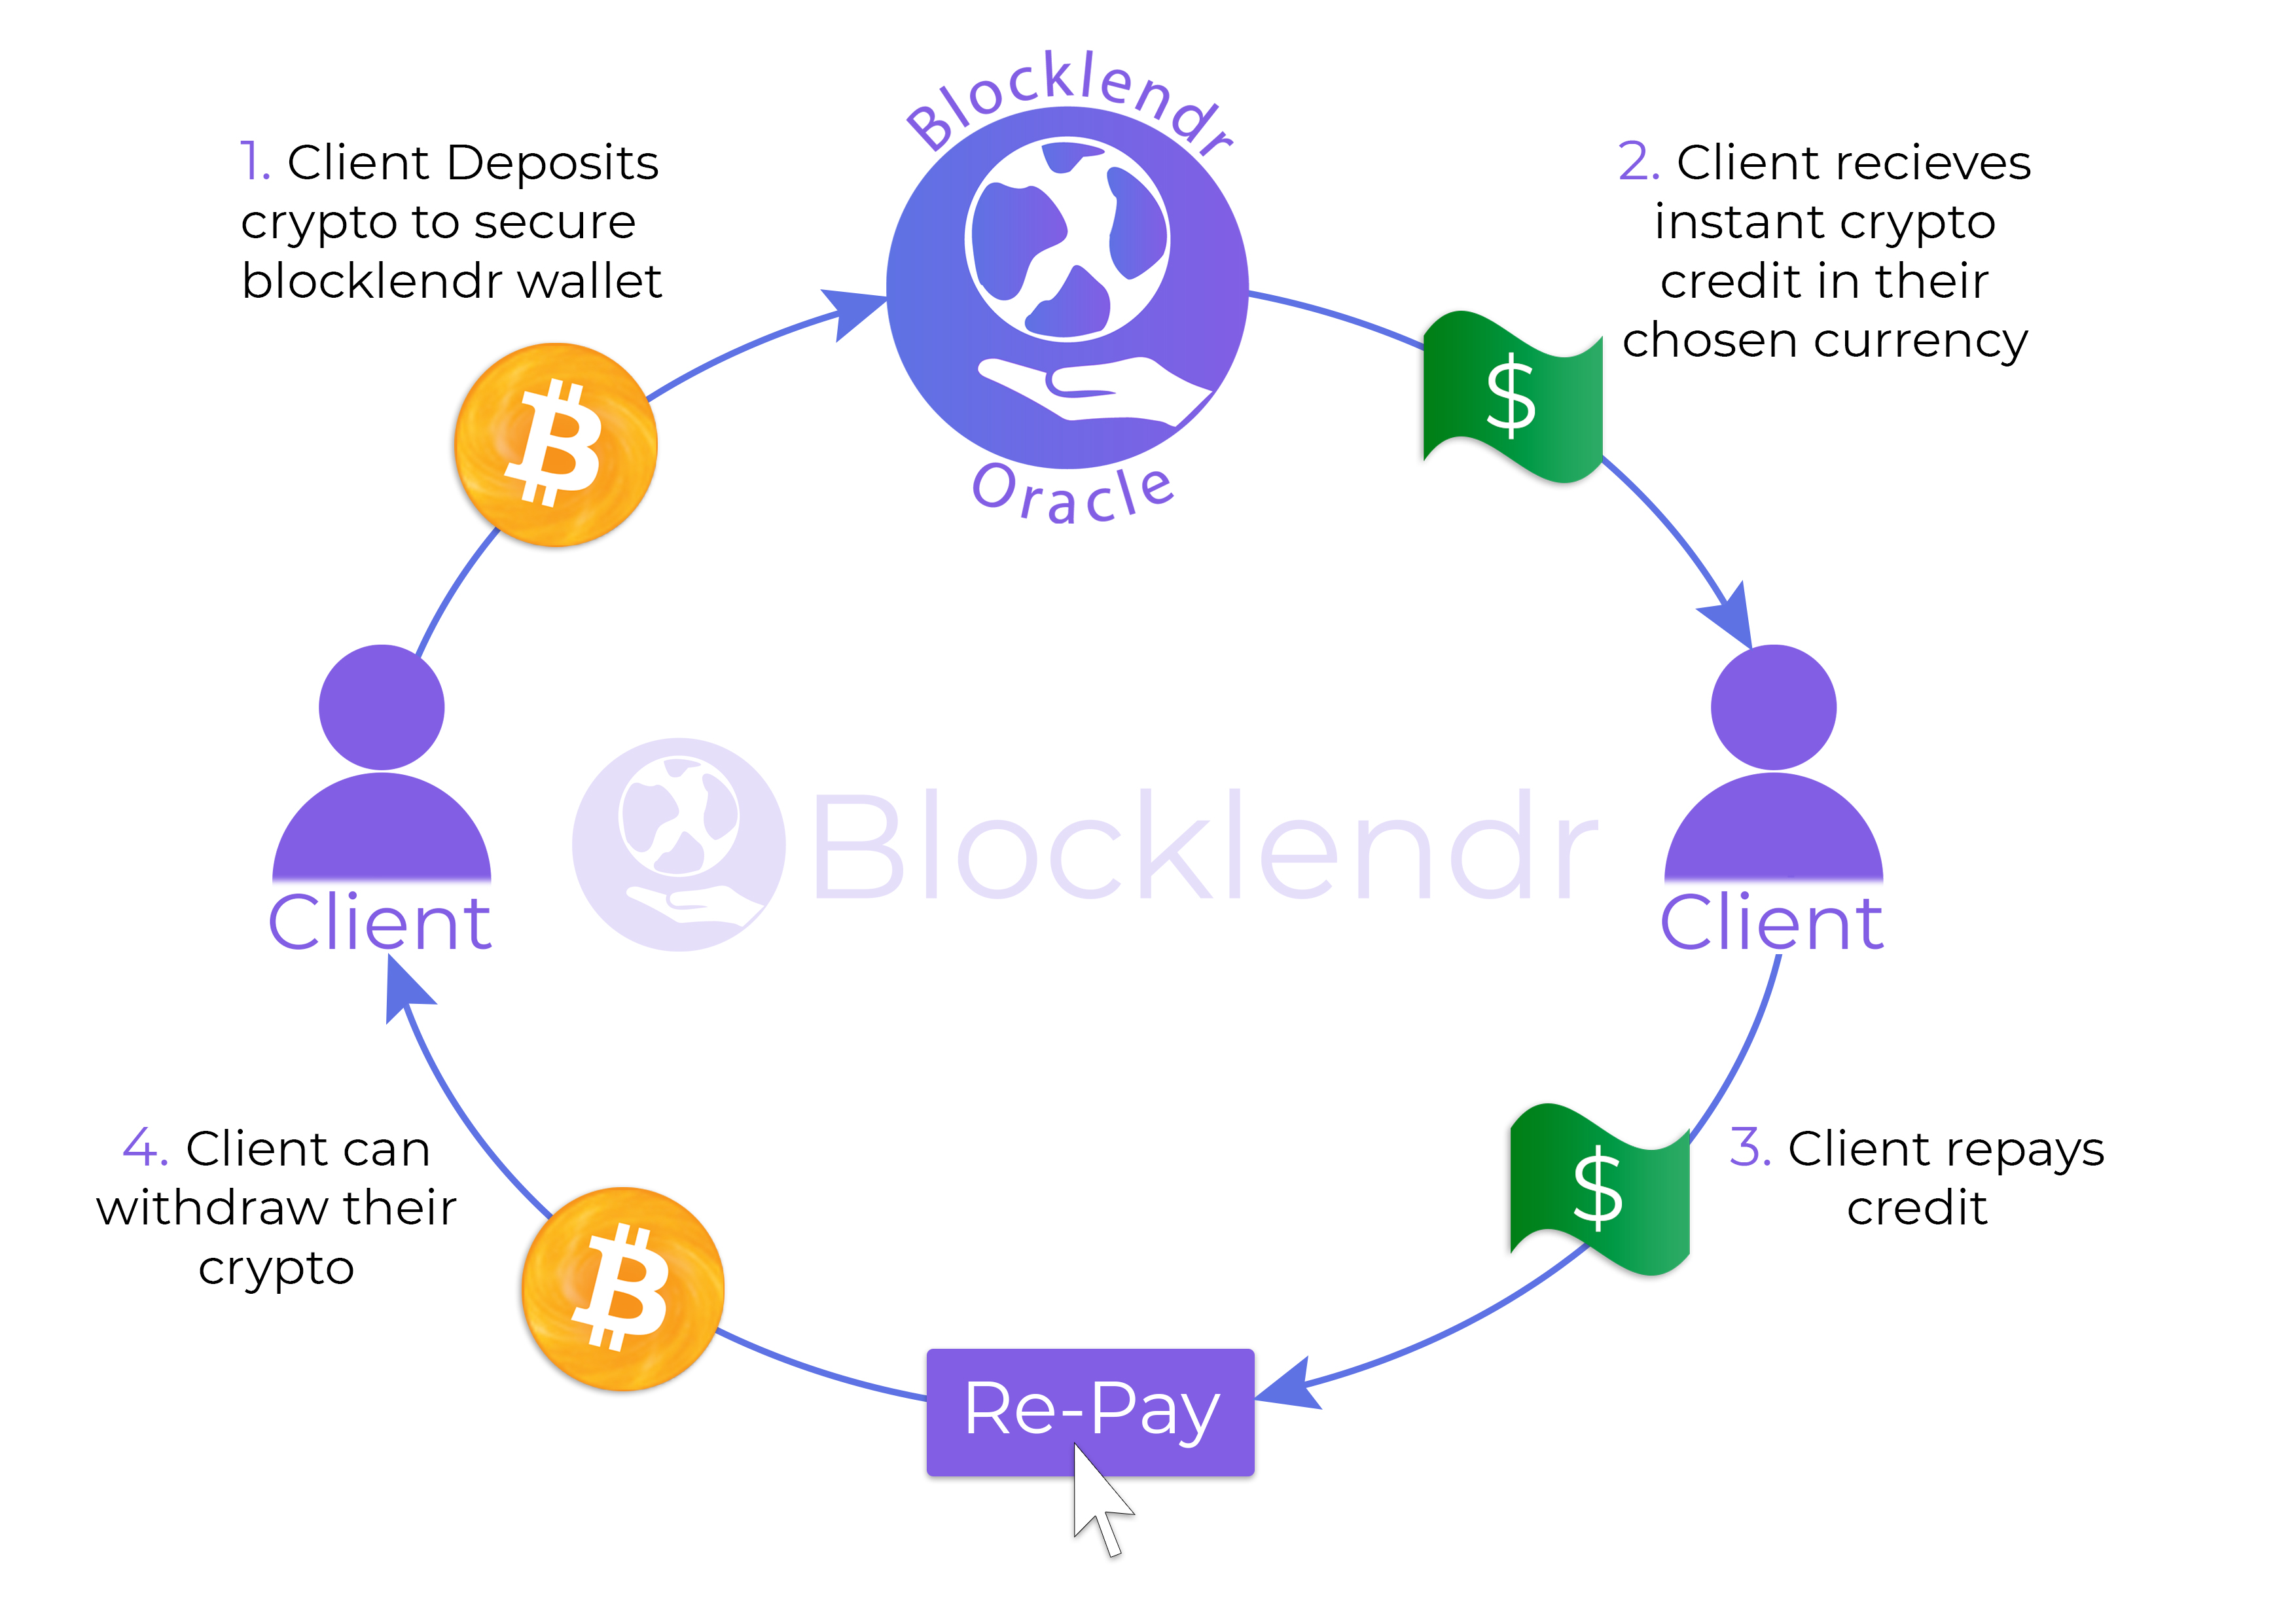 Blocklendr
Oracle
1. Client Deposits
crypto to secure
blocklendr wallet
2. Client recieves
instant crypto
credit in their
chosen currency
$
Client
Blocklendr
Client
3. Client repays
credit
$
4. Client can
withdraw their
crypto
Re-Pay